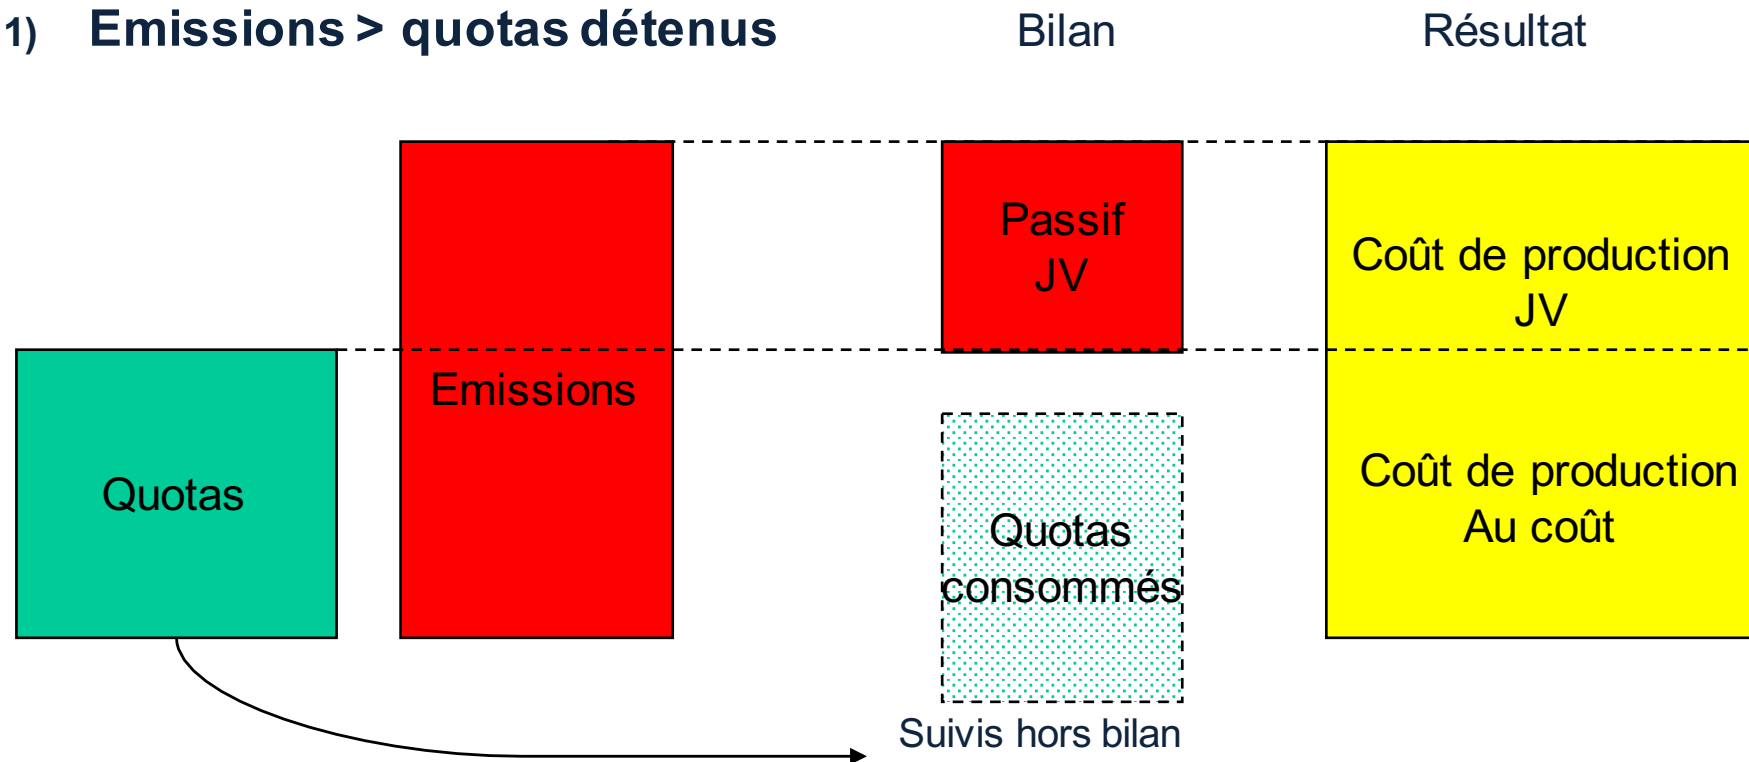 1) Emissions > quotas détenus
Bilan
Résultat
Passif
JV
Coût de production
JV
Emissions
Quotas
Quotas
consommés
Coût de production
Au coût
Suivis hors bilan